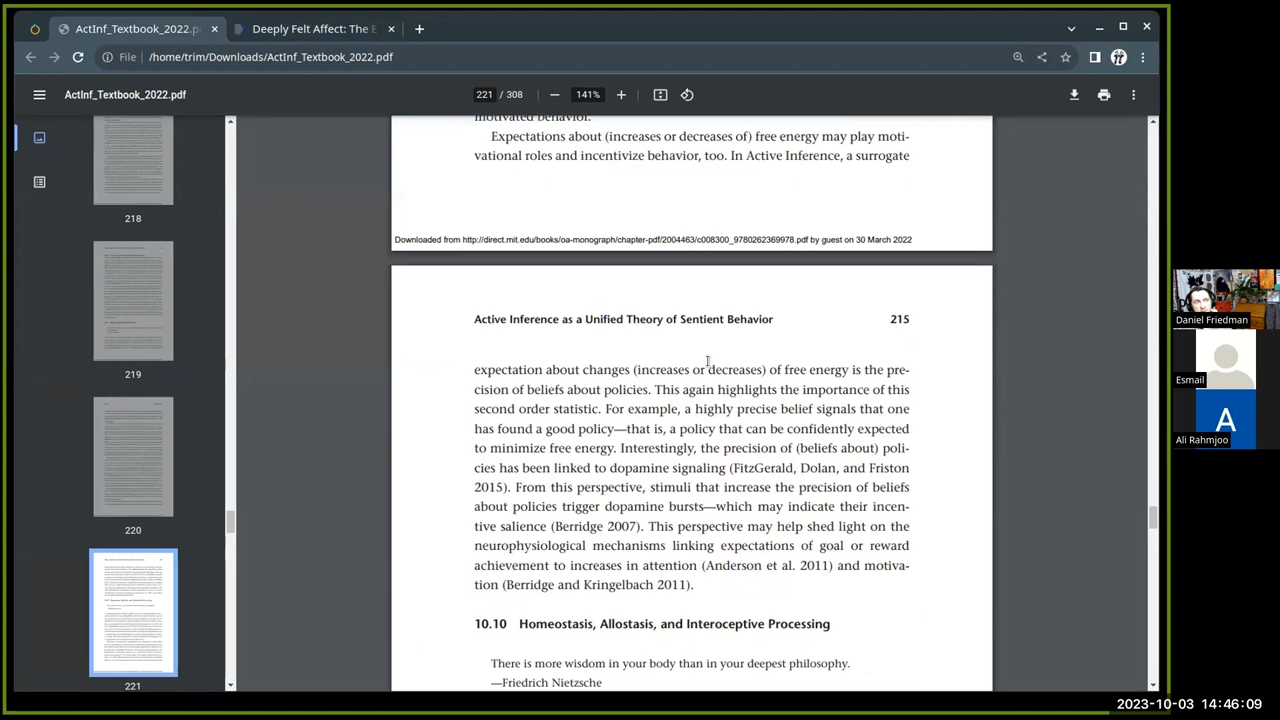 ActInf_Textbook_2022.p
Deeply Felt Affect: The E
File
/home/trim/Downloads/ActInf_Textbook_2022.pdf
ActInf_Textbook_2022.pdf
221 / 308
141%
218
219
220
221
motivated behavior.
Expectations about (increases or decreases of) free energy may play moti-
vational roles and incentivize behavior, too. In Active Inference, a surrogate
Downloaded from http://direct.mit.edu/books/oa-monograph/chapter-pdf/2004463/c008300_9780262369978.pdf by guest on 30 March 2022
Active Inference as a Unified Theory of Sentient Behavior 215
expectation about changes (increases or decreases) of free energy is the pre-
cision of beliefs about policies. This again highlights the importance of this
second order statistic. For example, a highly precise belief signals that one
has found a good policy—that is, a policy that can be confidently expected
to minimize free energy. Interestingly, the precision of (beliefs about) poli-
cies has been linked to dopamine signaling (FitzGerald, Dolan, and Friston
2015). From this perspective, stimuli that increase the precision of beliefs
about policies trigger dopamine bursts—which may indicate their incen-
tive salience (Berridge 2007). This perspective may help shed light on the
neurophysiological mechanisms linking expectations of goal or reward
achievement to increases in attention (Anderson et al. 2011) and motiva-
tion (Berridge and Kringelbach 2011).
10.10 Homeostasis, Allostasis, and Interoceptive Processing
There is more wisdom in your body than in your deepest philosophy.
—Friedrich Nietzsche
Daniel Friedman
Esmail
A
Ali Rahmjoo
2023-10-03 14:46:09